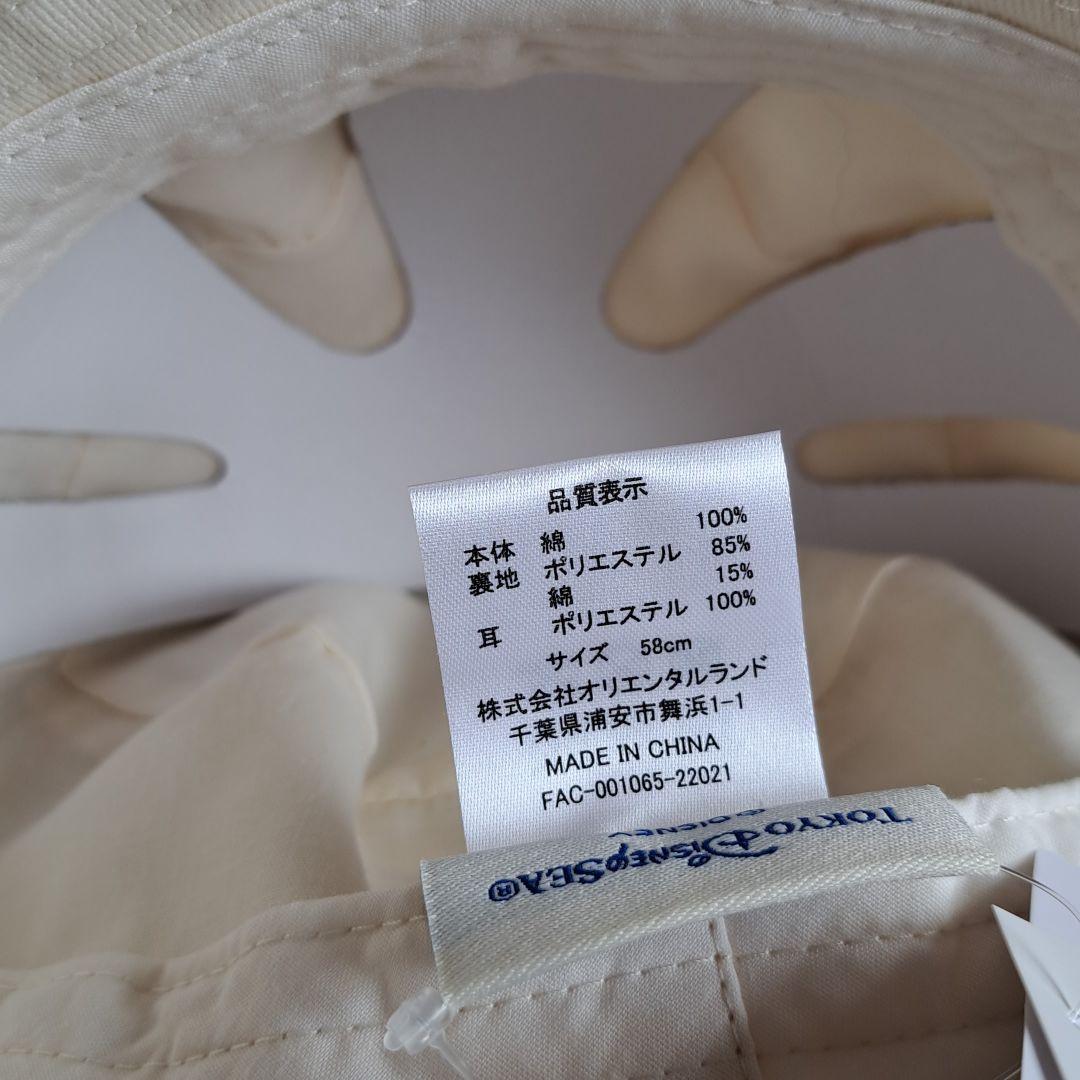 品質表示
本体 綿 100%
裏地 ポリエステル 85%
綿 15%
耳 ポリエステル 100%
サイズ 58cm
株式会社オリエンタルランド
千葉県浦安市舞浜1-1
MADE IN CHINA
FAC-001065-22021
TOKYO DISNEYSEA®
© DISNEY